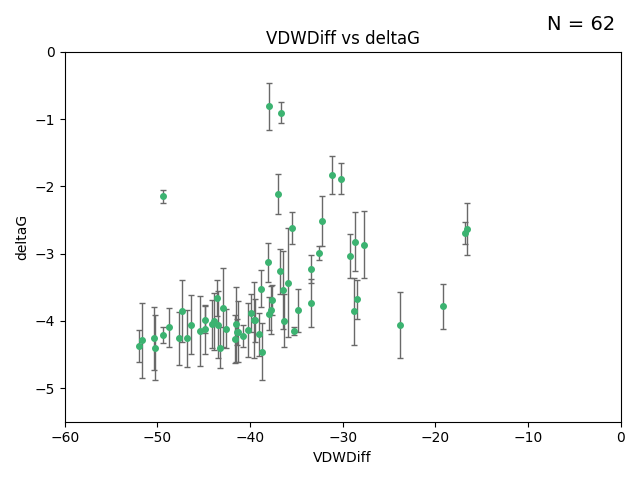 N = 62
VDWDiff vs deltaG
0
−1
−2
−3
−4
−5
deltaG
−60 −50 −40 −30 −20 −10 0
VDWDiff